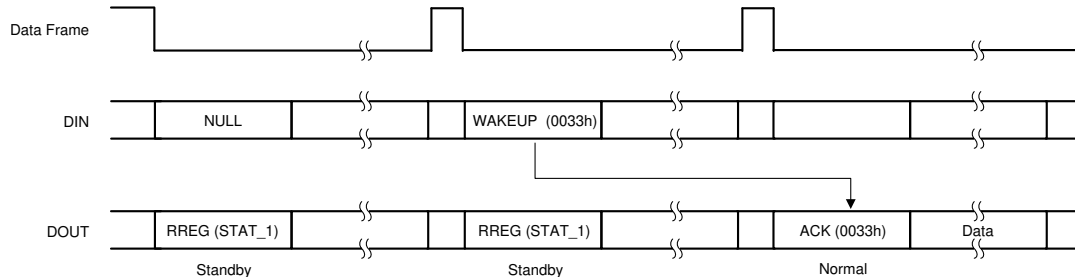 Data Frame
DIN NULL WAKEUP (0033h)
DOUT RREG (STAT_1) RREG (STAT_1) ACK (0033h) Data
Standby Standby Normal